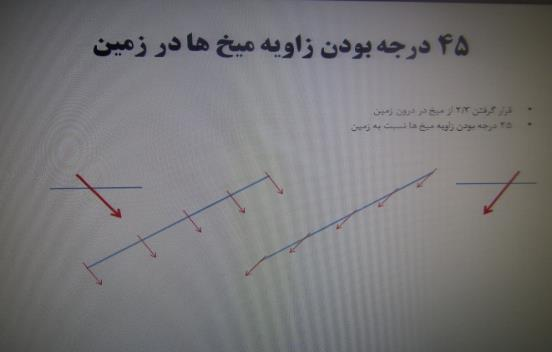 ۴۵ درجه بودن زاویه میخ ها در زمین
• قرار گرفتن ۲/۳ از میخ در درون زمین
• ۴۵ درجه بودن زاویه میخ ها نسبت به زمین